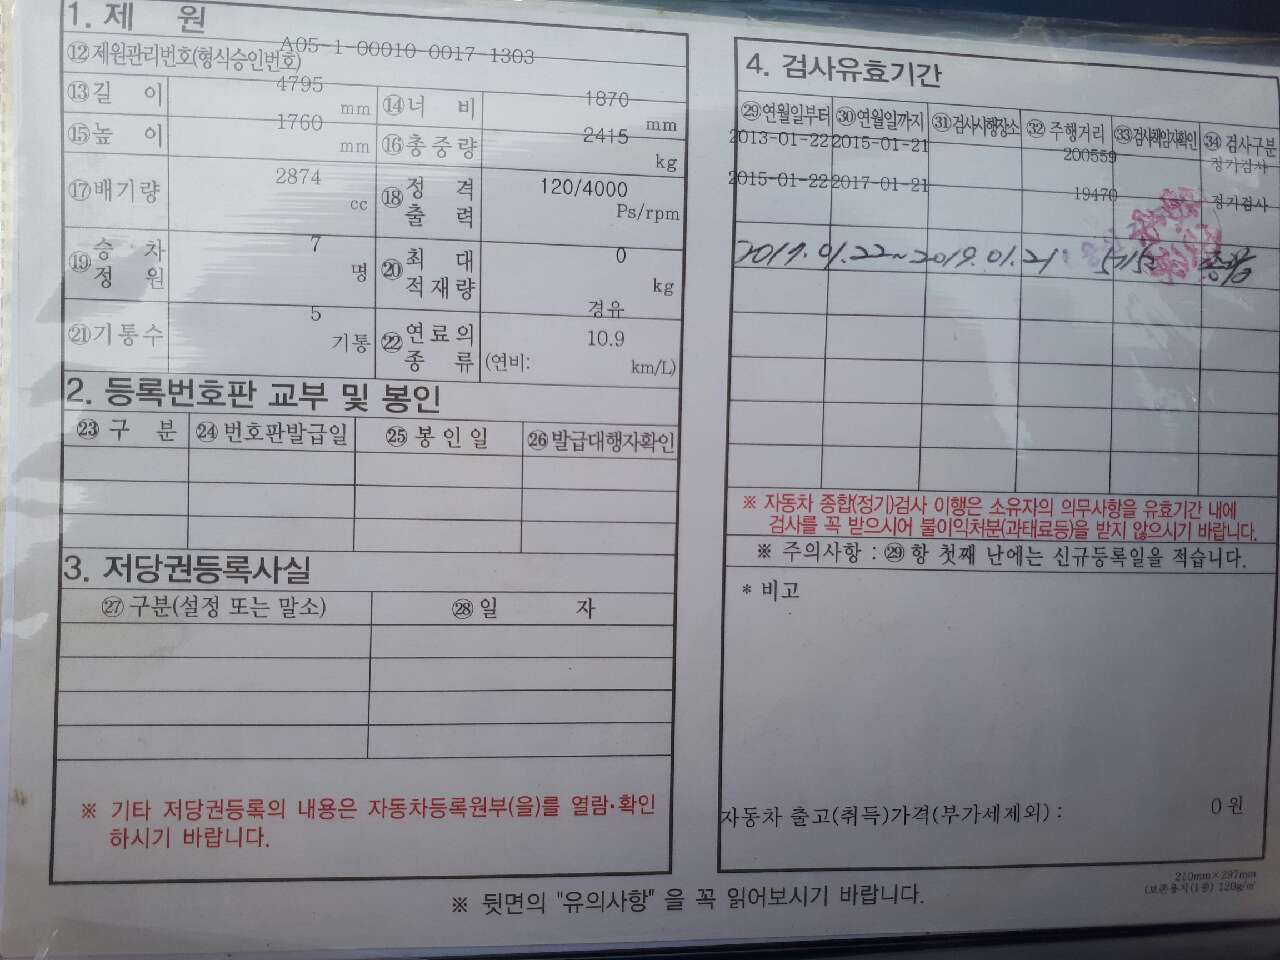 1. 제 원
⑫제원관리번호(형식승인번호) A05-1-00010-0017-1303
⑬길 이 4795 mm ⑭너 비 1870 mm
⑮높 이 1760 mm ⑯총중량 2415 kg
⑰배기량 2874 cc ⑱정격출력 120/4000 Ps/rpm
⑲승차정원 7 명 ⑳최대적재량 0 kg
㉑기통수 5 기통 ㉒연료의종류 경유 (연비: 10.9 km/L)
2. 등록번호판 교부 및 봉인
㉓구 분 ㉔번호판발급일 ㉕봉인일 ㉖발급대행자확인
3. 저당권등록사실
㉗구분(설정 또는 말소) ㉘일 자
※ 기타 저당권등록의 내용은 자동차등록원부(을)를 열람·확인
하시기 바랍니다.
4. 검사유효기간
㉙연월일부터 ㉚연월일까지 ㉛검사시행장소 ㉜주행거리 ㉝검사책임자확인 ㉞검사구분
2013-01-22 2015-01-21 200559 정기검사
2015-01-22 2017-01-21 19470 정기검사
2017.01.22~2019.01.21
※ 자동차 종합(정기)검사 이행은 소유자의 의무사항을 유효기간 내에
검사를 꼭 받으시어 불이익처분(과태료등)을 받지 않으시기 바랍니다.
※ 주의사항 : ㉙항 첫째 난에는 신규등록일을 적습니다.
* 비고
자동차 출고(취득)가격(부가세제외) : 0 원
210mm×297mm
(보존용지(1종) 120g/㎡
※ 뒷면의 "유의사항" 을 꼭 읽어보시기 바랍니다.